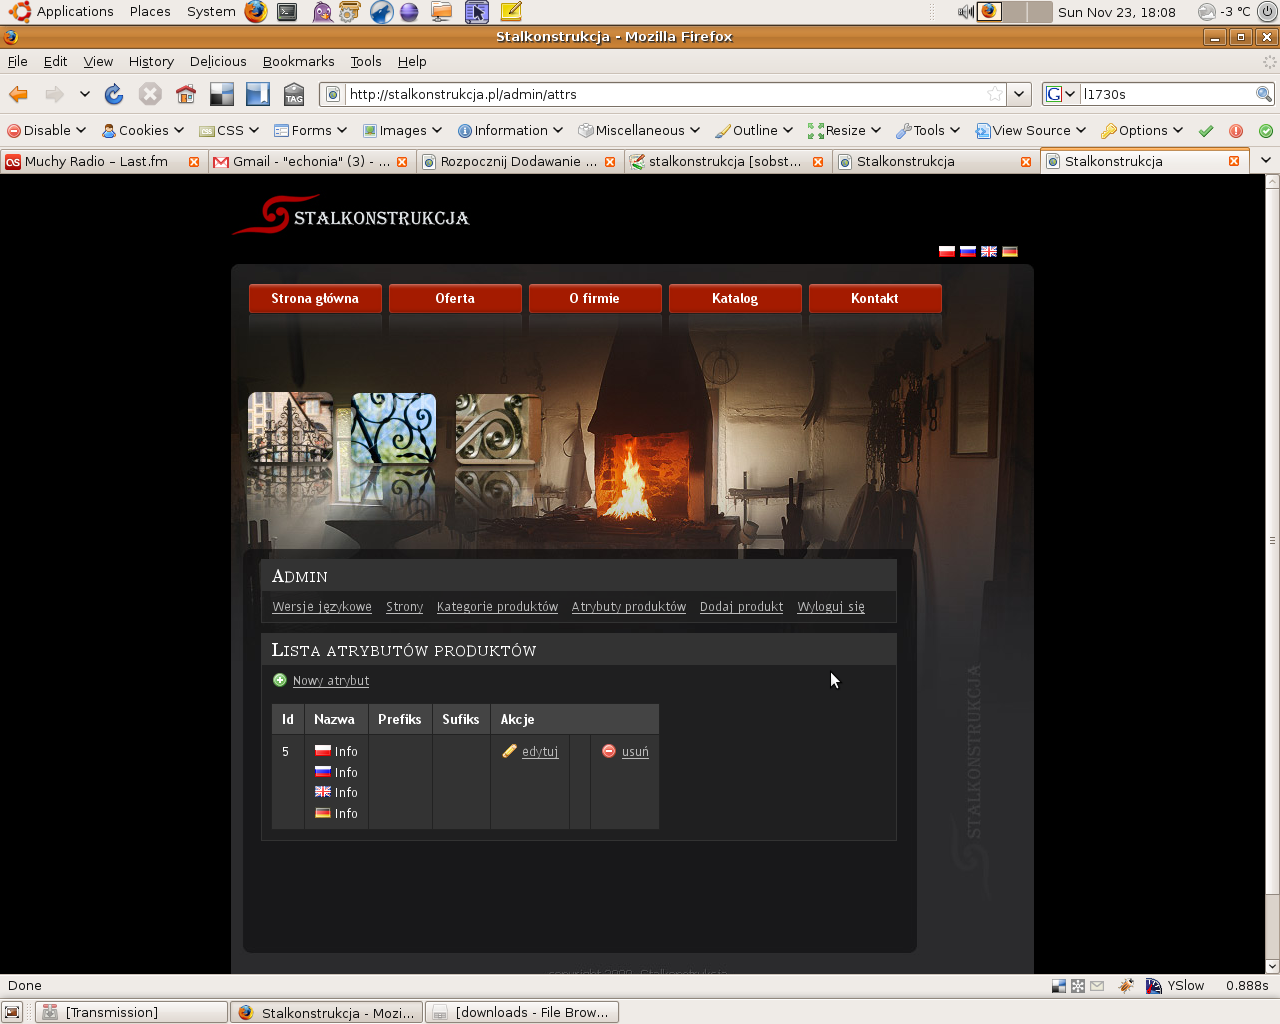 Applications Places System Sun Nov 23, 18:08 -3 °C
Stalkonstrukcja - Mozilla Firefox
File Edit View History Delicious Bookmarks Tools Help
TAG http://stalkonstrukcja.pl/admin/attrs G l1730s
Disable Cookies CSS Forms Images Information Miscellaneous Outline Resize Tools View Source Options
Muchy Radio – Last.fm Gmail - "echonia" (3) - ... Rozpocznij Dodawanie ... stalkonstrukcja [sobst... Stalkonstrukcja Stalkonstrukcja
STALKONSTRUKCJA
Strona główna Oferta O firmie Katalog Kontakt
Admin
Wersje językowe Strony Kategorie produktów Atrybuty produktów Dodaj produkt Wyloguj się
Lista atrybutów produktów
Nowy atrybut
Id Nazwa Prefiks Sufiks Akcje
5 Info edytuj usuń
Info
Info
Info
STALKONSTRUKCJA
Done YSlow 0.888s
[Transmission] Stalkonstrukcja - Mozi... [downloads - File Brow...